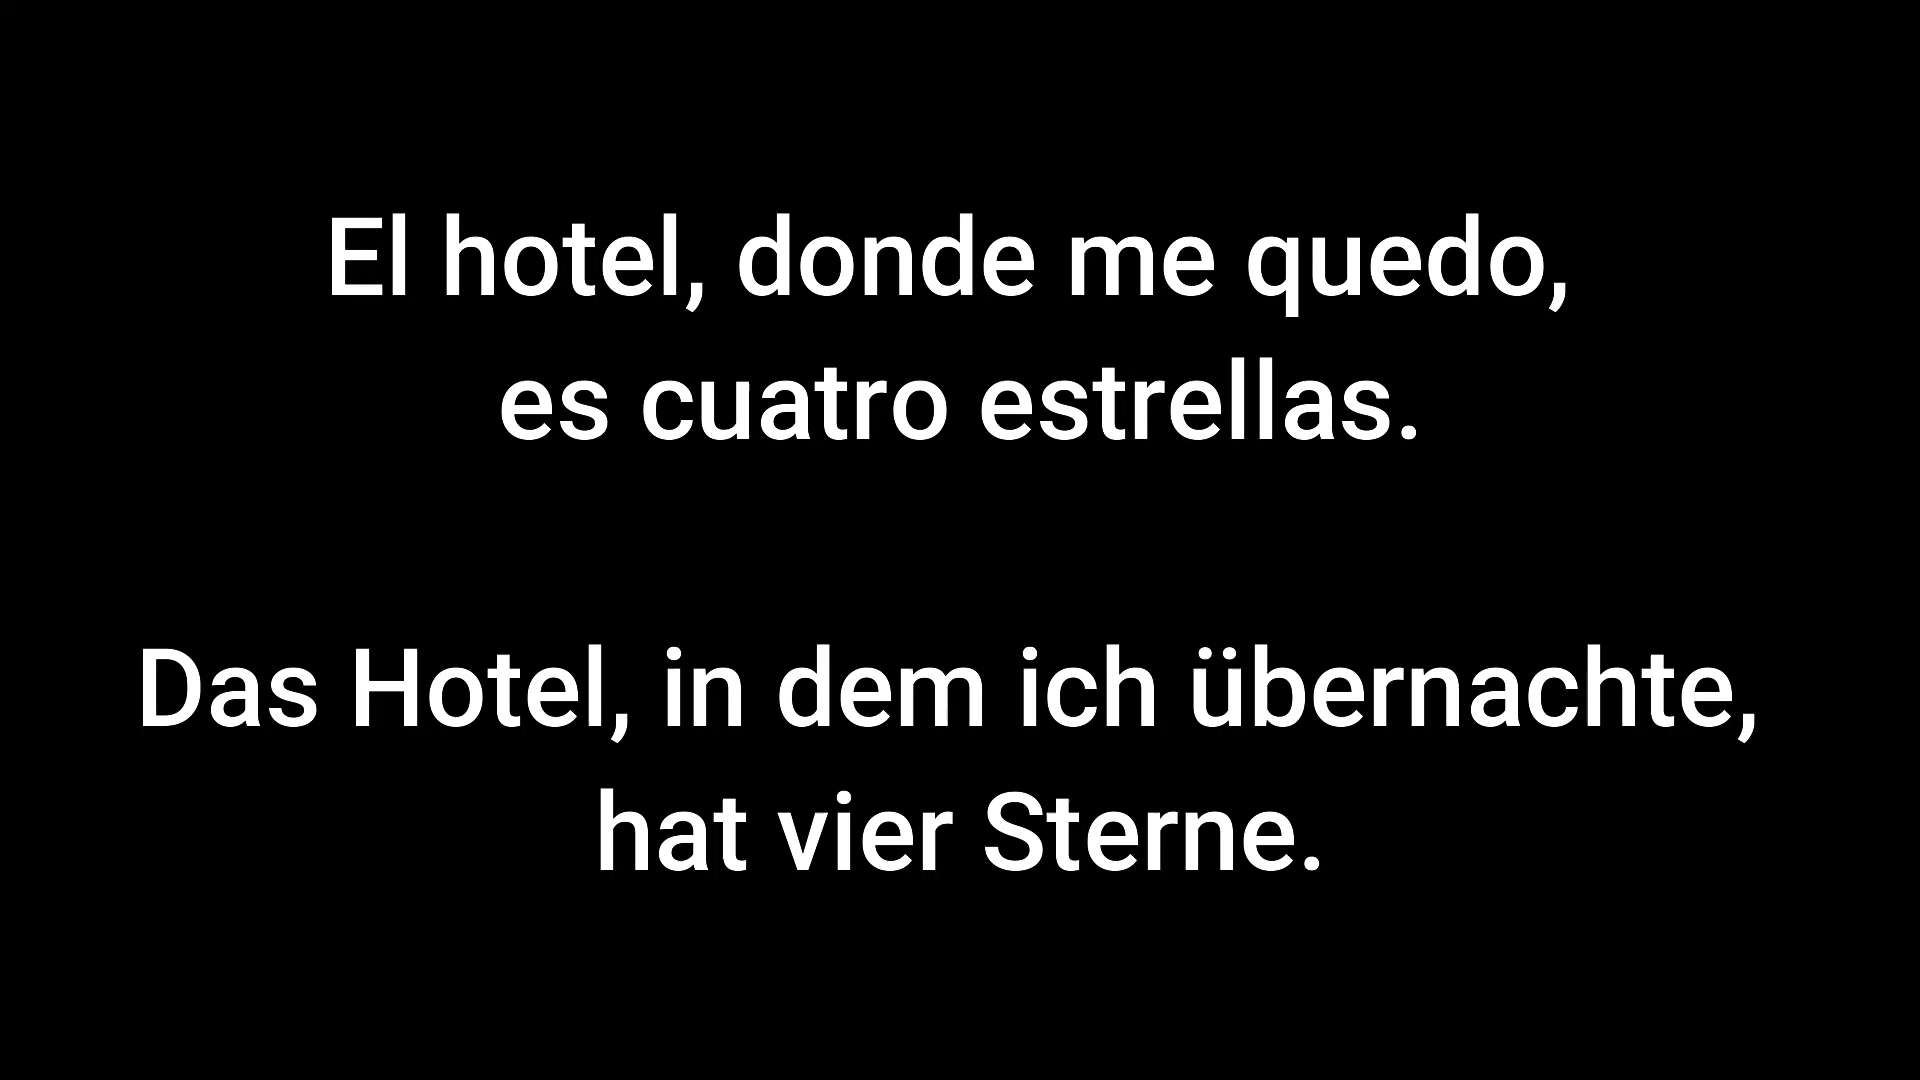 El hotel, donde me quedo,
es cuatro estrellas.
Das Hotel, in dem ich übernachte,
hat vier Sterne.